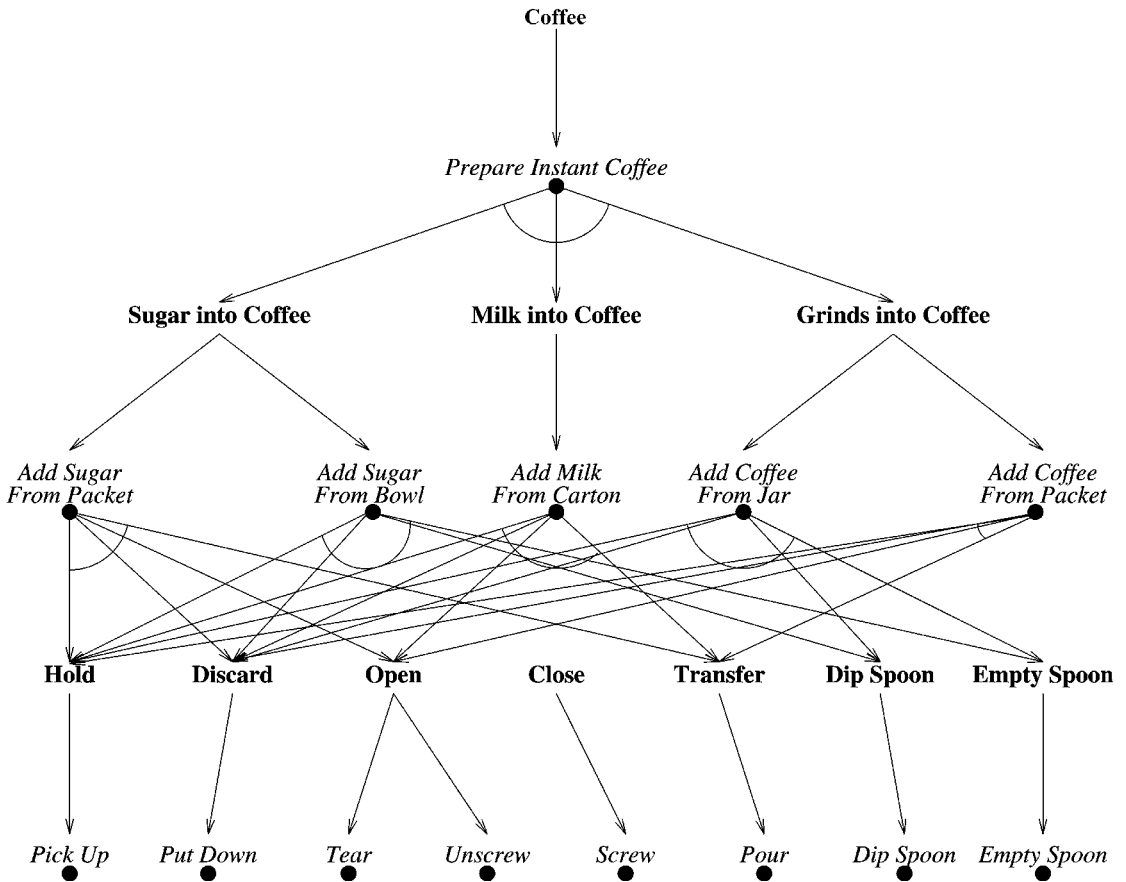 Coffee
Prepare Instant Coffee
Sugar into Coffee
Milk into Coffee
Grinds into Coffee
Add Sugar
From Packet
Add Sugar
From Bowl
Add Milk
From Carton
Add Coffee
From Jar
Add Coffee
From Packet
Hold
Discard
Open
Close
Transfer
Dip Spoon
Empty Spoon
Pick Up
Put Down
Tear
Unscrew
Screw
Pour
Dip Spoon
Empty Spoon